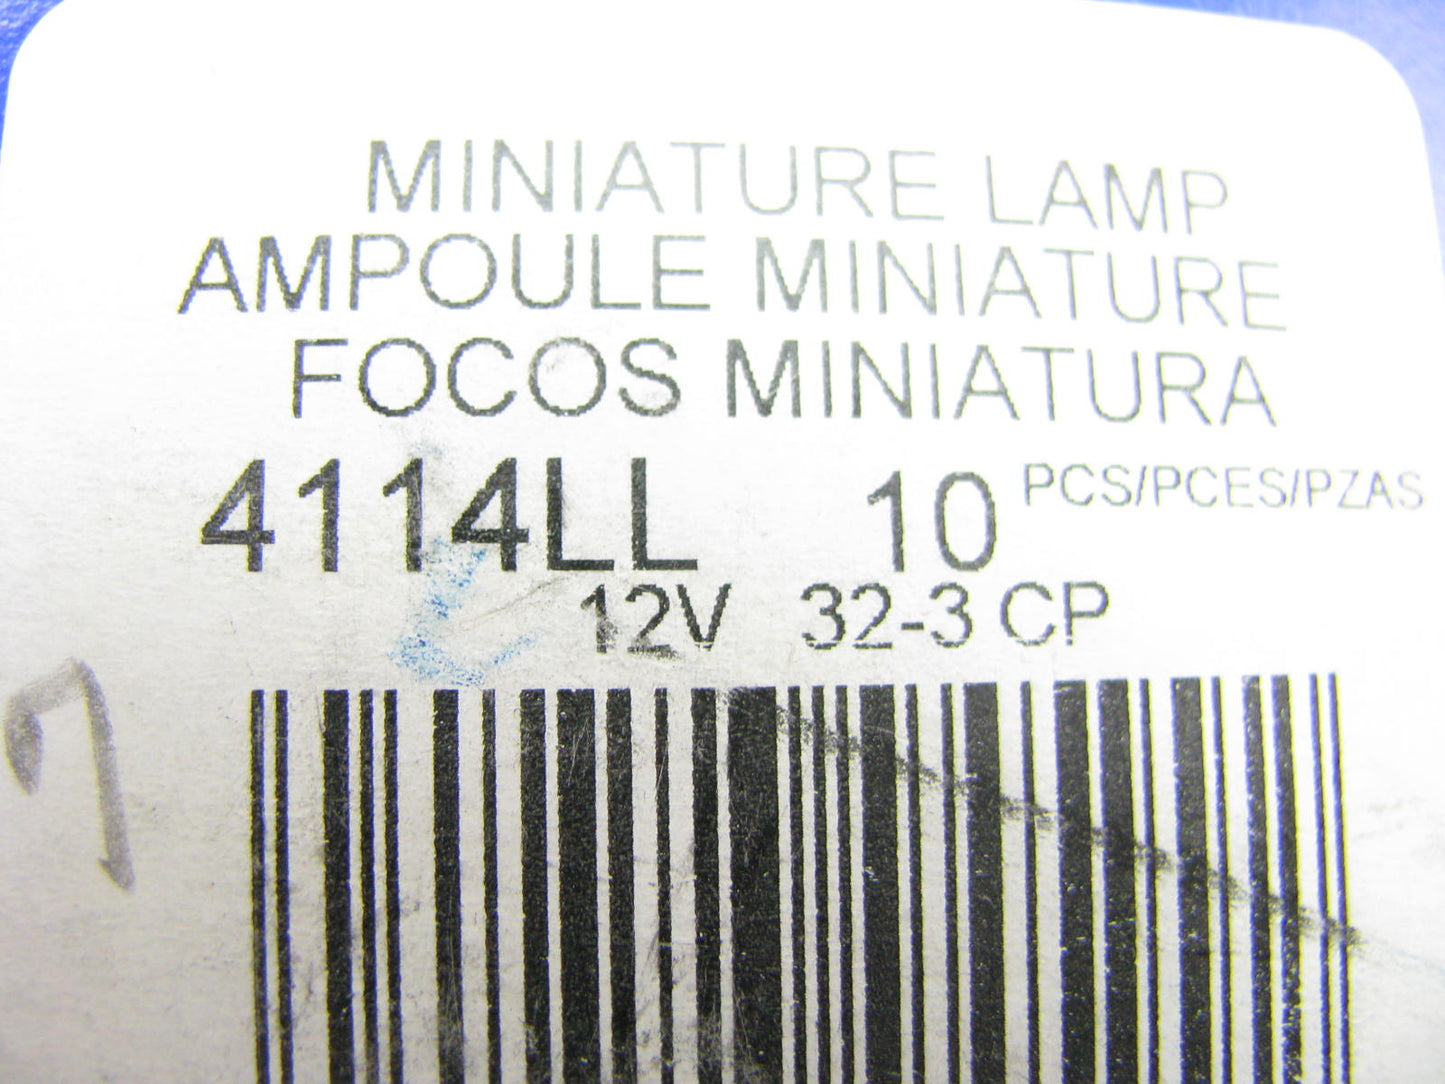 MINIATURE LAMP
AMPOULE MINIATURE
FOCOS MINIATURA
4114LL 10 PCS/PCES/PZAS
12V 32-3 CP